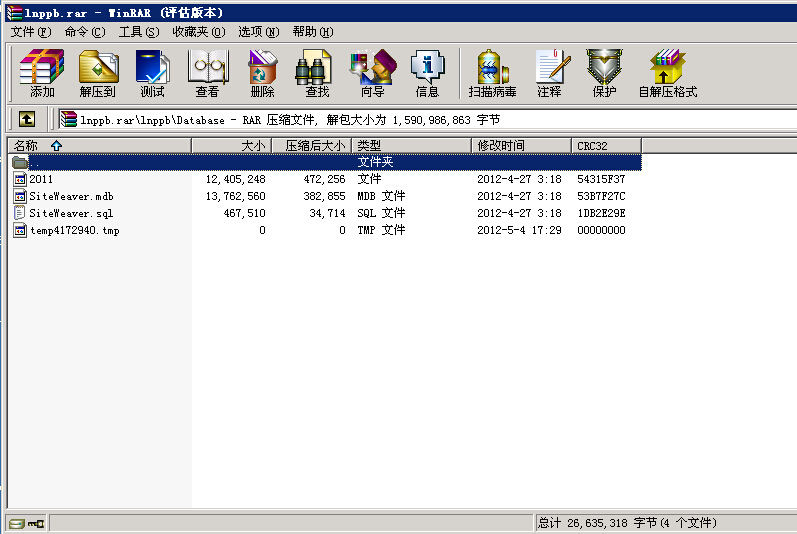 lnppb.rar - WinRAR (评估版本)
文件(F) 命令(C) 工具(S) 收藏夹(O) 选项(N) 帮助(H)
添加 解压到 测试 查看 删除 查找 向导 信息 扫描病毒 注释 保护 自解压格式
lnppb.rar\lnppb\Database - RAR 压缩文件, 解包大小为 1,590,986,863 字节
名称 大小 压缩后大小 类型 修改时间 CRC32
.. 文件夹
2011 12,405,248 472,256 文件 2012-4-27 3:18 54315F37
SiteWeaver.mdb 13,762,560 382,855 MDB 文件 2012-4-27 3:18 53B7F27C
SiteWeaver.sql 467,510 34,714 SQL 文件 2012-4-27 3:18 1DB2E29E
temp4172940.tmp 0 0 TMP 文件 2012-5-4 17:29 00000000
总计 26,635,318 字节(4 个文件)